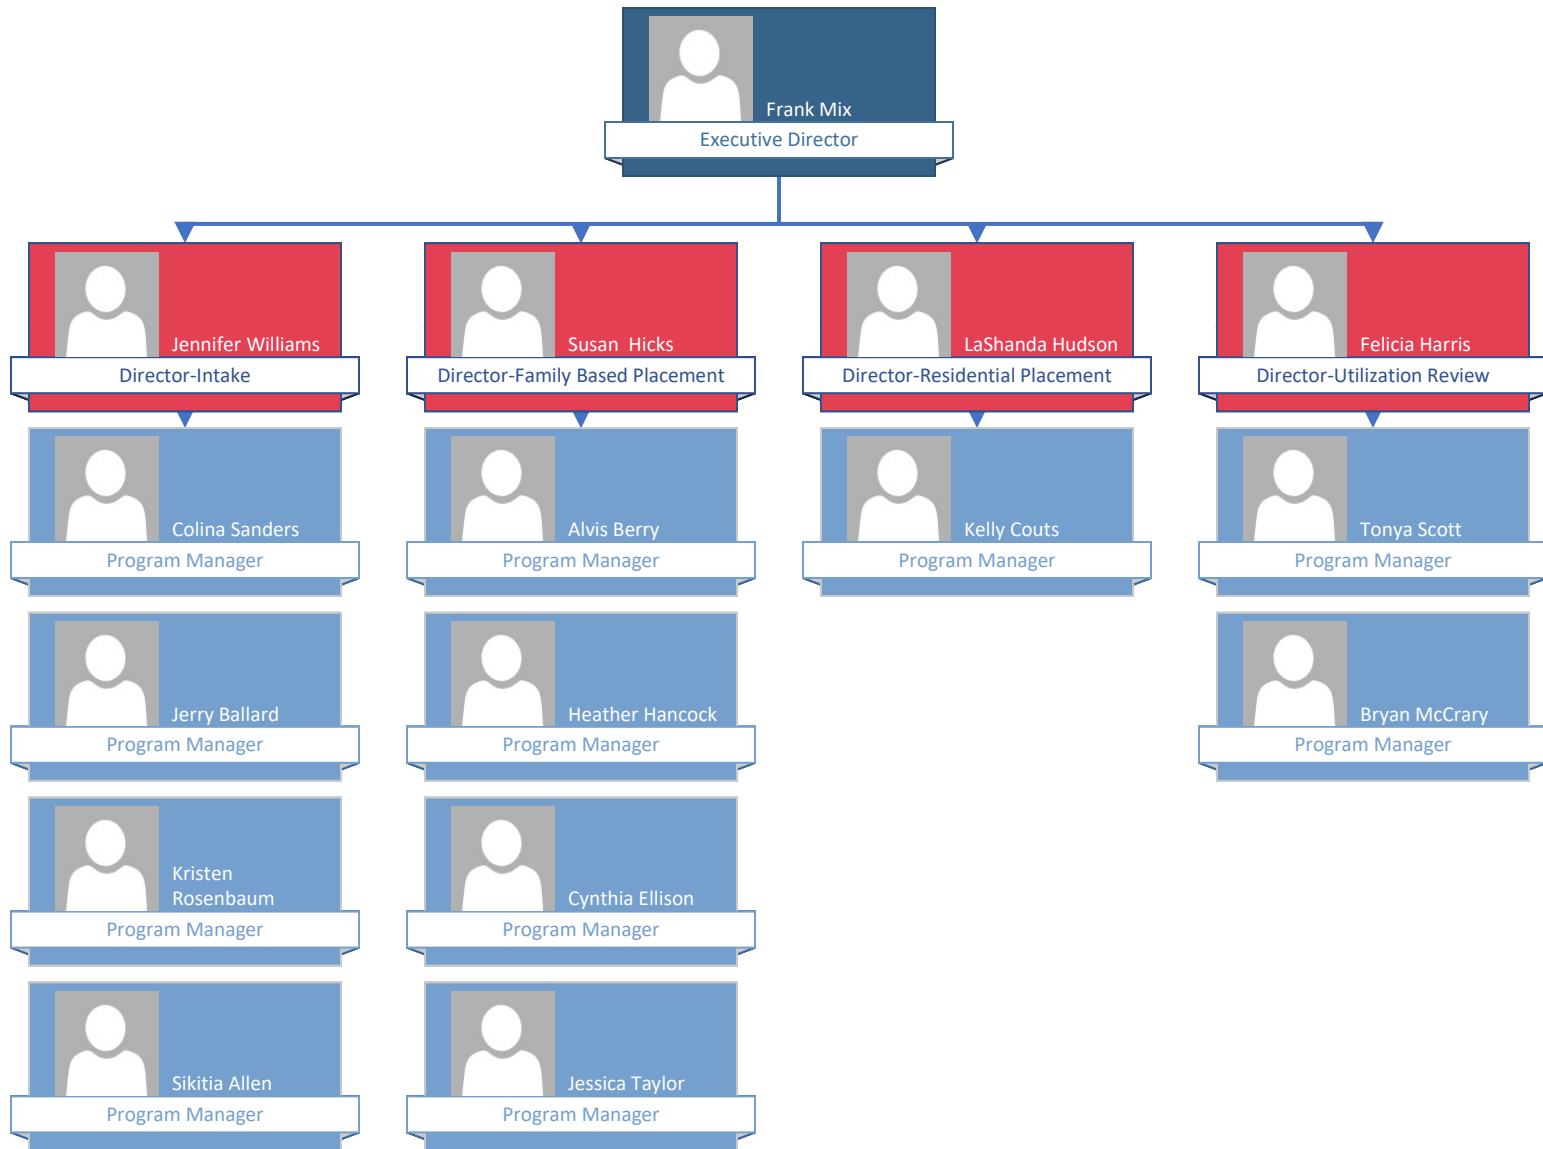 Frank Mix
Executive Director
Jennifer Williams
Director-Intake
Susan  Hicks
Director-Family Based Placement
LaShanda Hudson
Director-Residential Placement
Felicia Harris
Director-Utilization Review
Colina Sanders
Program Manager
Alvis Berry
Program Manager
Kelly Couts
Program Manager
Tonya Scott
Program Manager
Jerry Ballard
Program Manager
Heather Hancock
Program Manager
Bryan McCrary
Program Manager
Kristen
Rosenbaum
Program Manager
Cynthia Ellison
Program Manager
Sikitia Allen
Program Manager
Jessica Taylor
Program Manager